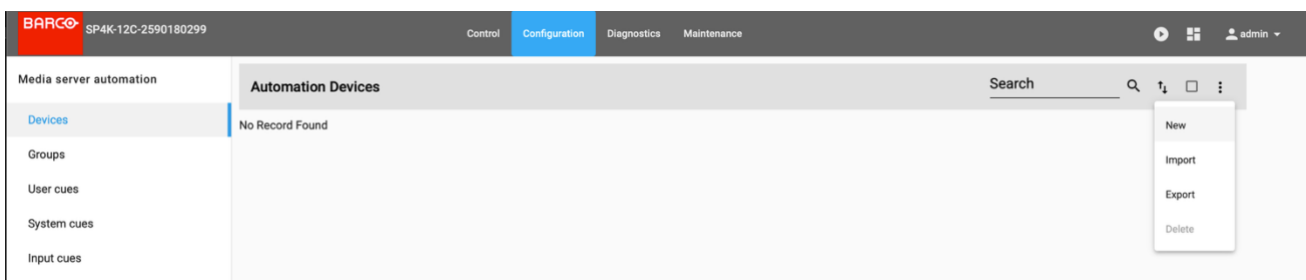 BARCO SP4K-12C-2590180299 Control Configuration Diagnostics Maintenance admin
Media server automation
Devices
Groups
User cues
System cues
Input cues
Automation Devices Search
No Record Found
New
Import
Export
Delete